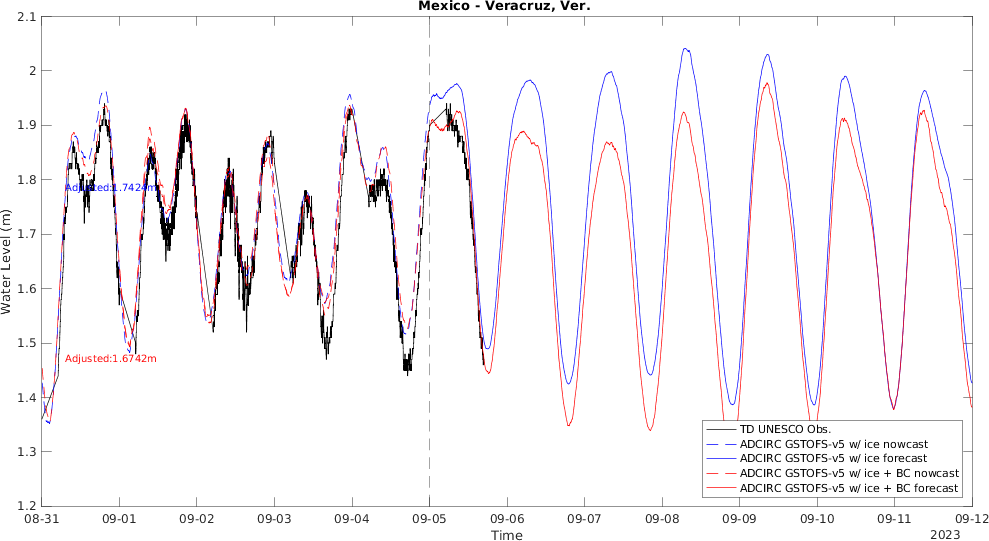 Mexico - Veracruz, Ver.
2.1
2
1.9
1.8
1.7
1.6
1.5
1.4
1.3
1.2
Water Level (m)
Adjusted:1.7424m
Adjusted:1.6742m
TD UNESCO Obs.
ADCIRC GSTOFS-v5 w/ ice nowcast
ADCIRC GSTOFS-v5 w/ ice forecast
ADCIRC GSTOFS-v5 w/ ice + BC nowcast
ADCIRC GSTOFS-v5 w/ ice + BC forecast
08-31 09-01 09-02 09-03 09-04 09-05 09-06 09-07 09-08 09-09 09-10 09-11 09-12
Time
2023